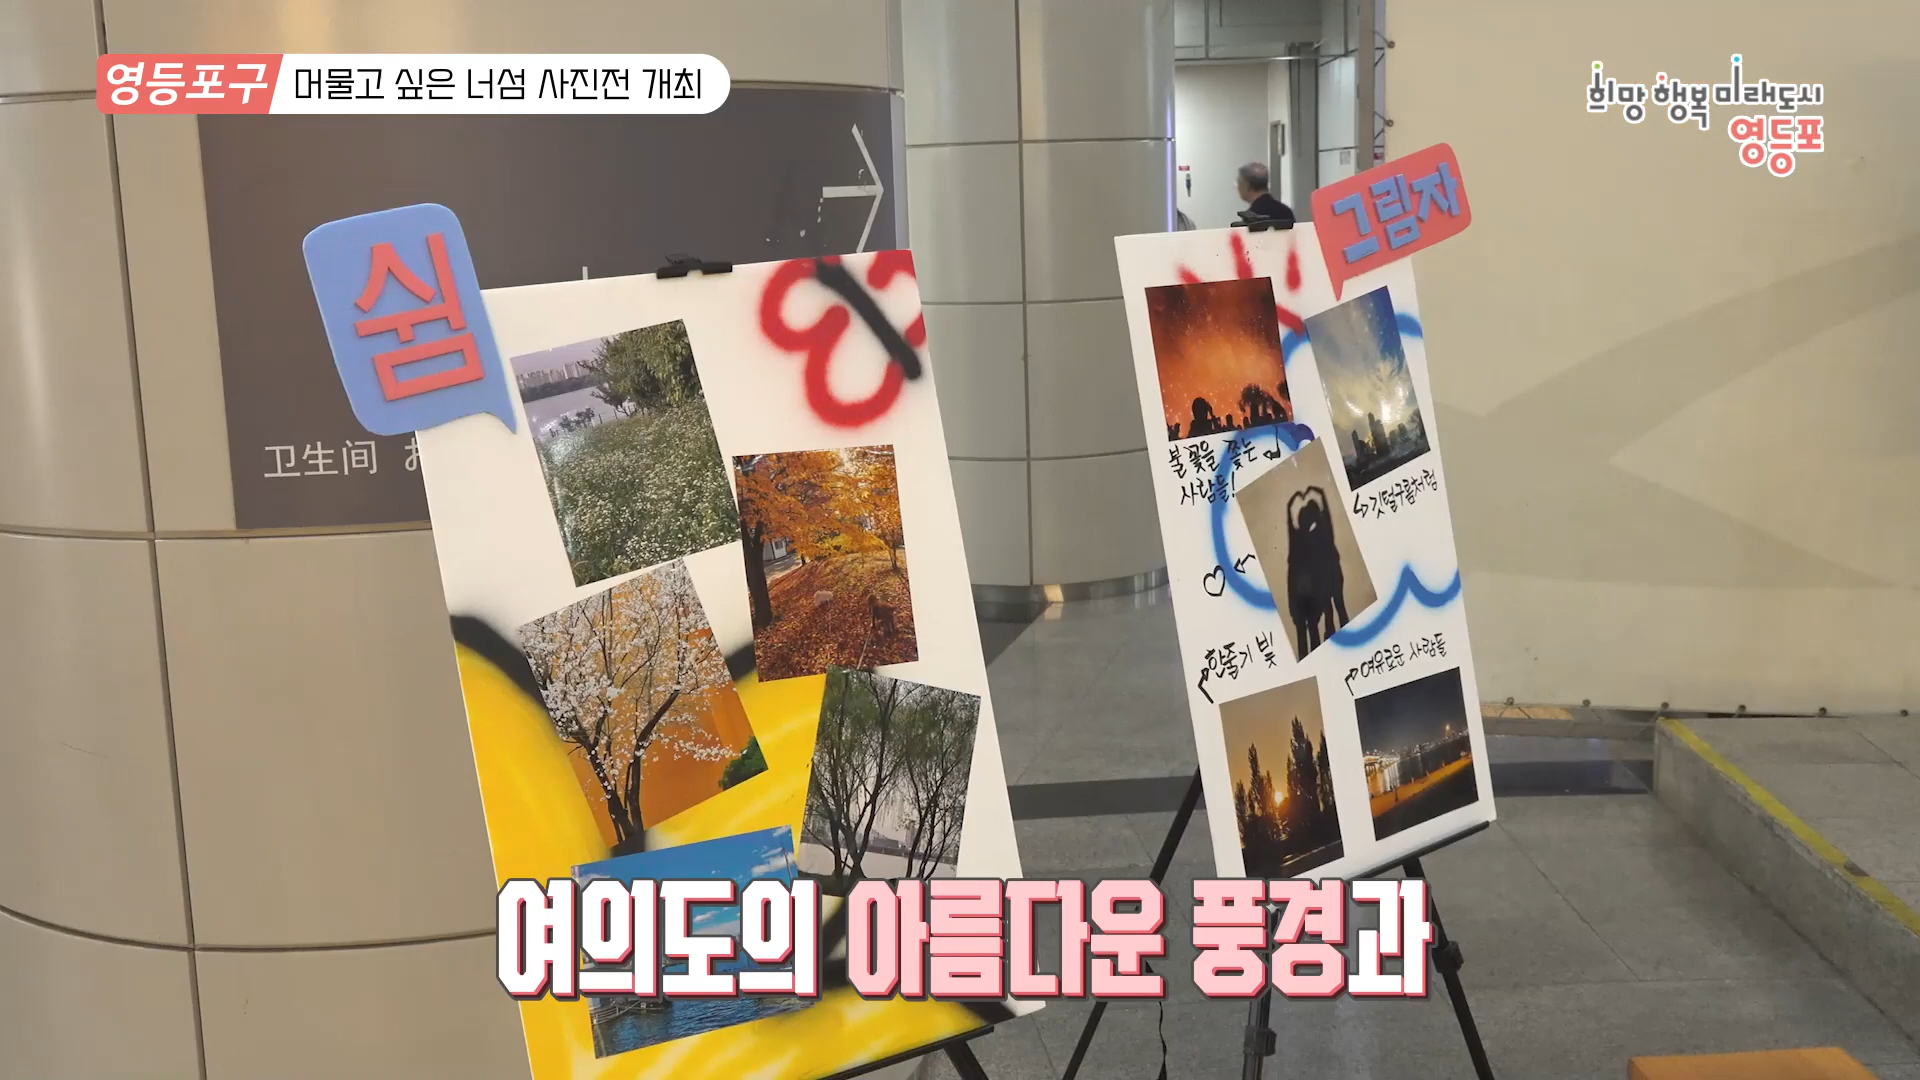 영등포구 머물고 싶은 너섬 사진전 개최
희망 행복 미래도시
영등포
쉼
그림자
卫生间 お
불꽃을 쫓는
사람들!
깃털구름처럼
한줄기 빛
여유로운 사람들
여의도의 아름다운 풍경과